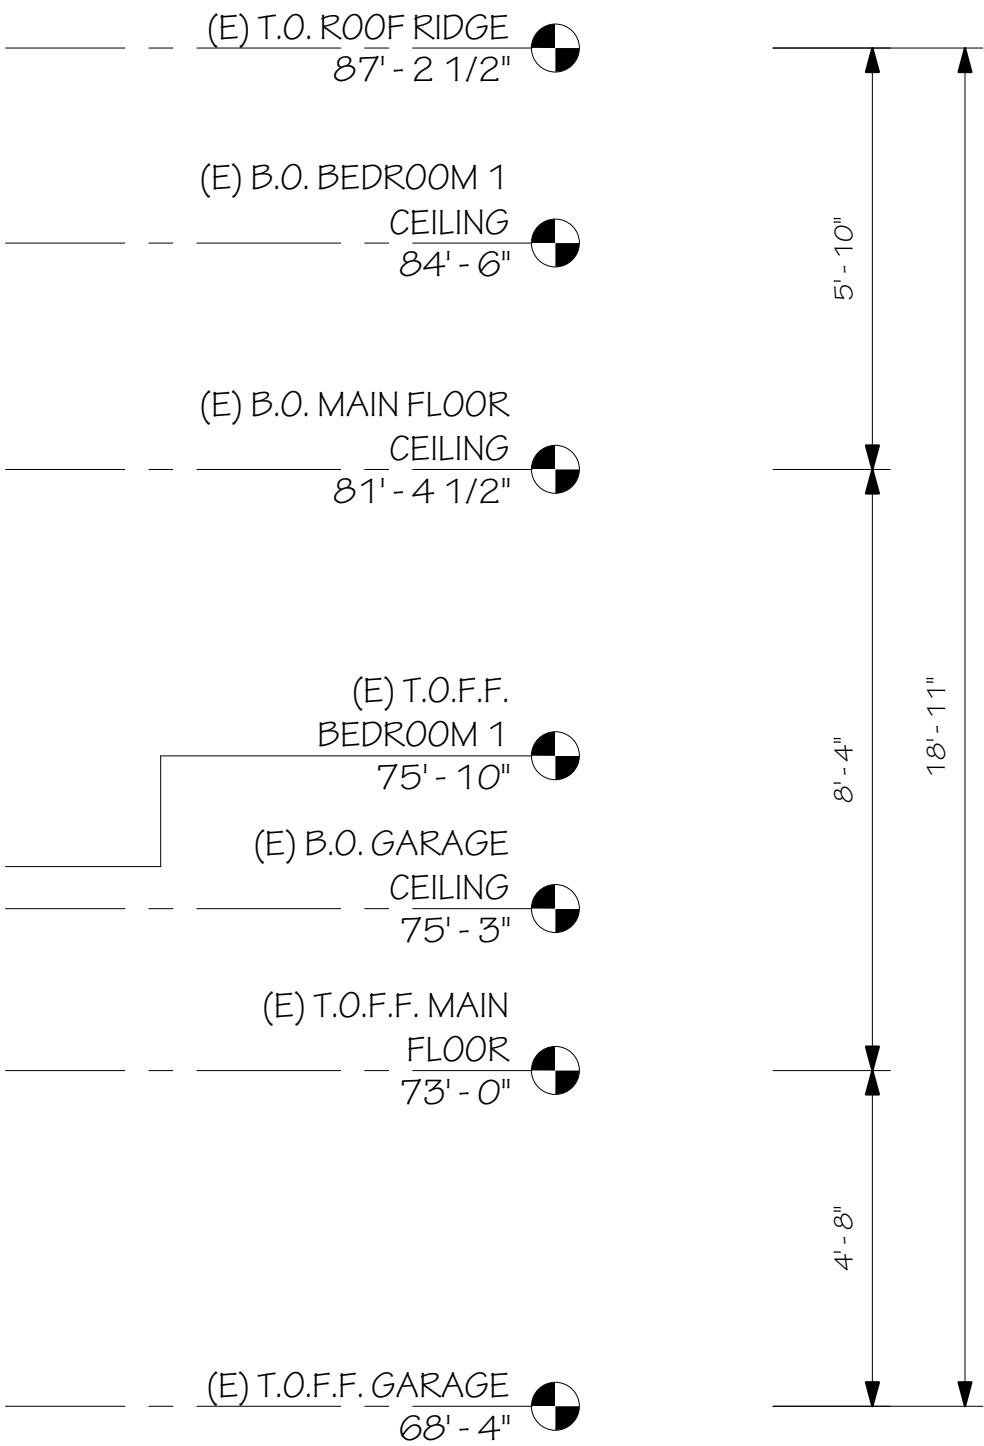 (E) T.O. ROOF RIDGE
87' - 2 1/2"
(E) B.O. BEDROOM 1
CEILING
84' - 6"
5' - 10"
(E) B.O. MAIN FLOOR
CEILING
81' - 4 1/2"
(E) T.O.F.F.
BEDROOM 1
75' - 10"
8' - 4"
18' - 11"
(E) B.O. GARAGE
CEILING
75' - 3"
(E) T.O.F.F. MAIN
FLOOR
73' - 0"
4' - 8"
(E) T.O.F.F. GARAGE
68' - 4"